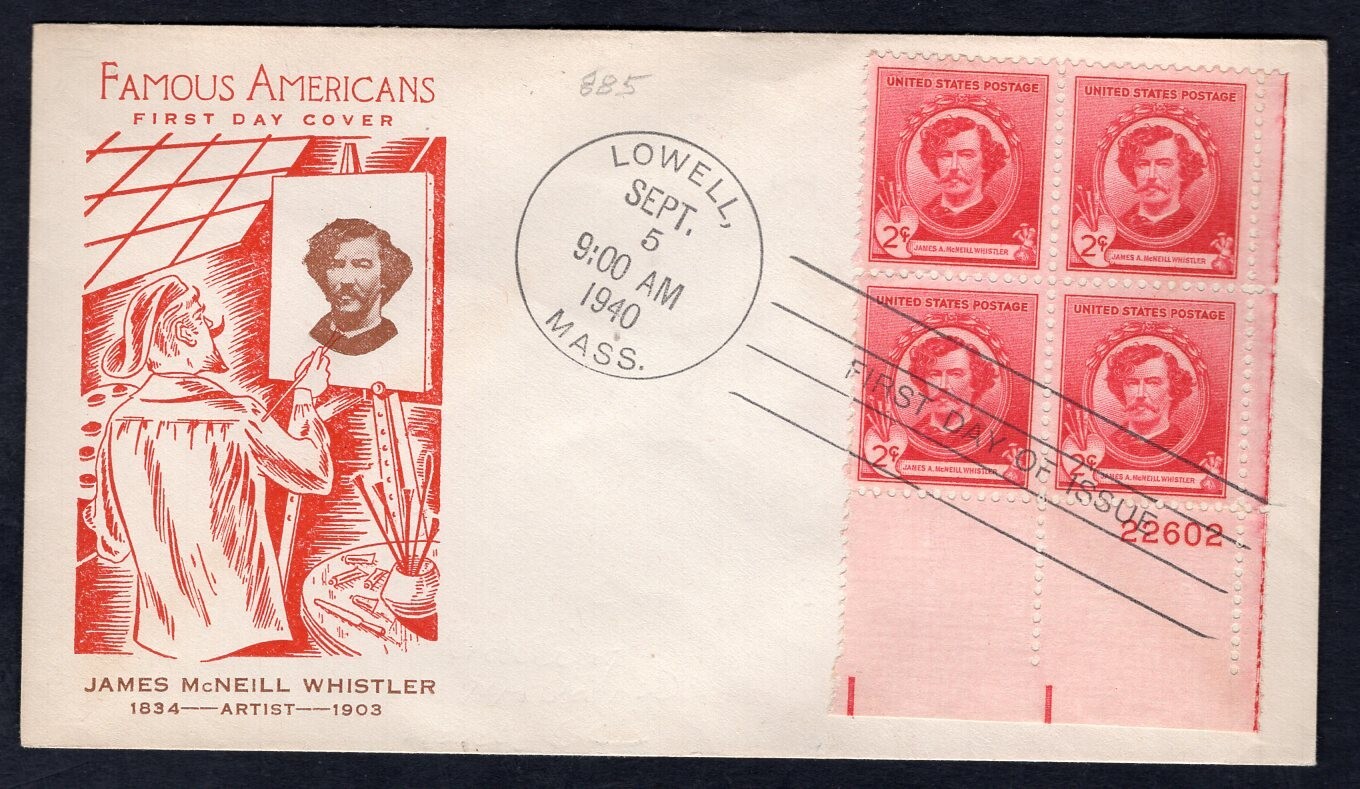 FAMOUS AMERICANS
FIRST DAY COVER
JAMES McNEILL WHISTLER
1834—ARTIST—1903
885
LOWELL,
SEPT.
5
9:00 AM
1940
MASS.
FIRST DAY OF ISSUE
UNITED STATES POSTAGE
2¢
JAMES A. McNEILL WHISTLER
UNITED STATES POSTAGE
2¢
JAMES A. McNEILL WHISTLER
UNITED STATES POSTAGE
2¢
JAMES A. McNEILL WHISTLER
UNITED STATES POSTAGE
2¢
JAMES A. McNEILL WHISTLER
22602